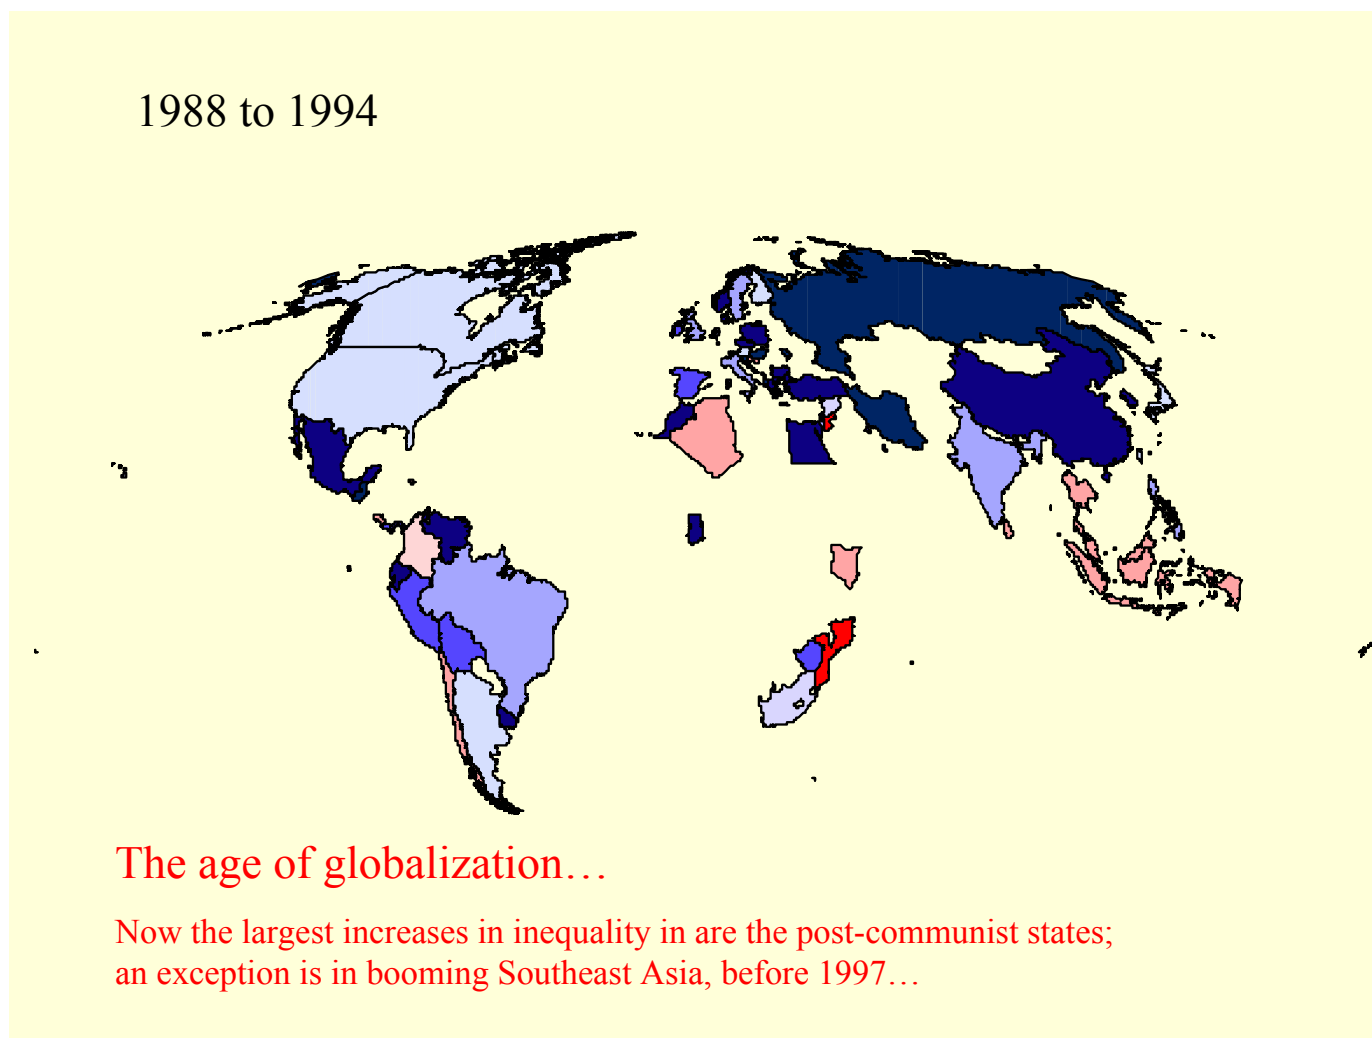 1988 to 1994
The age of globalization…
Now the largest increases in inequality in are the post-communist states;
an exception is in booming Southeast Asia, before 1997…